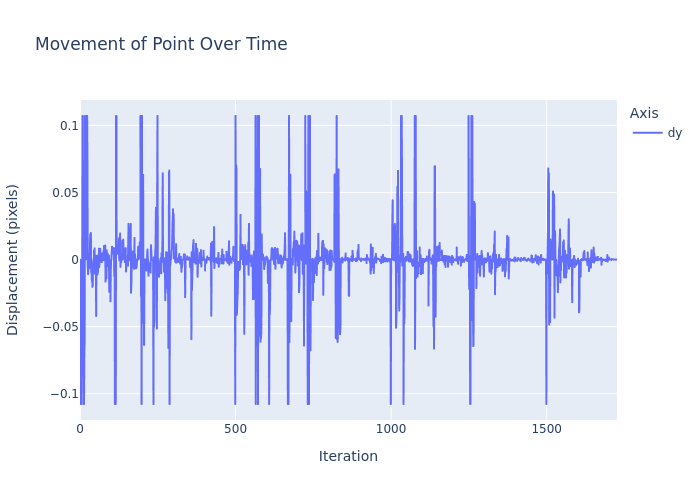 Movement of Point Over Time
Axis
dy
0.1
0.05
0
−0.05
−0.1
Displacement (pixels)
0
500
1000
1500
Iteration